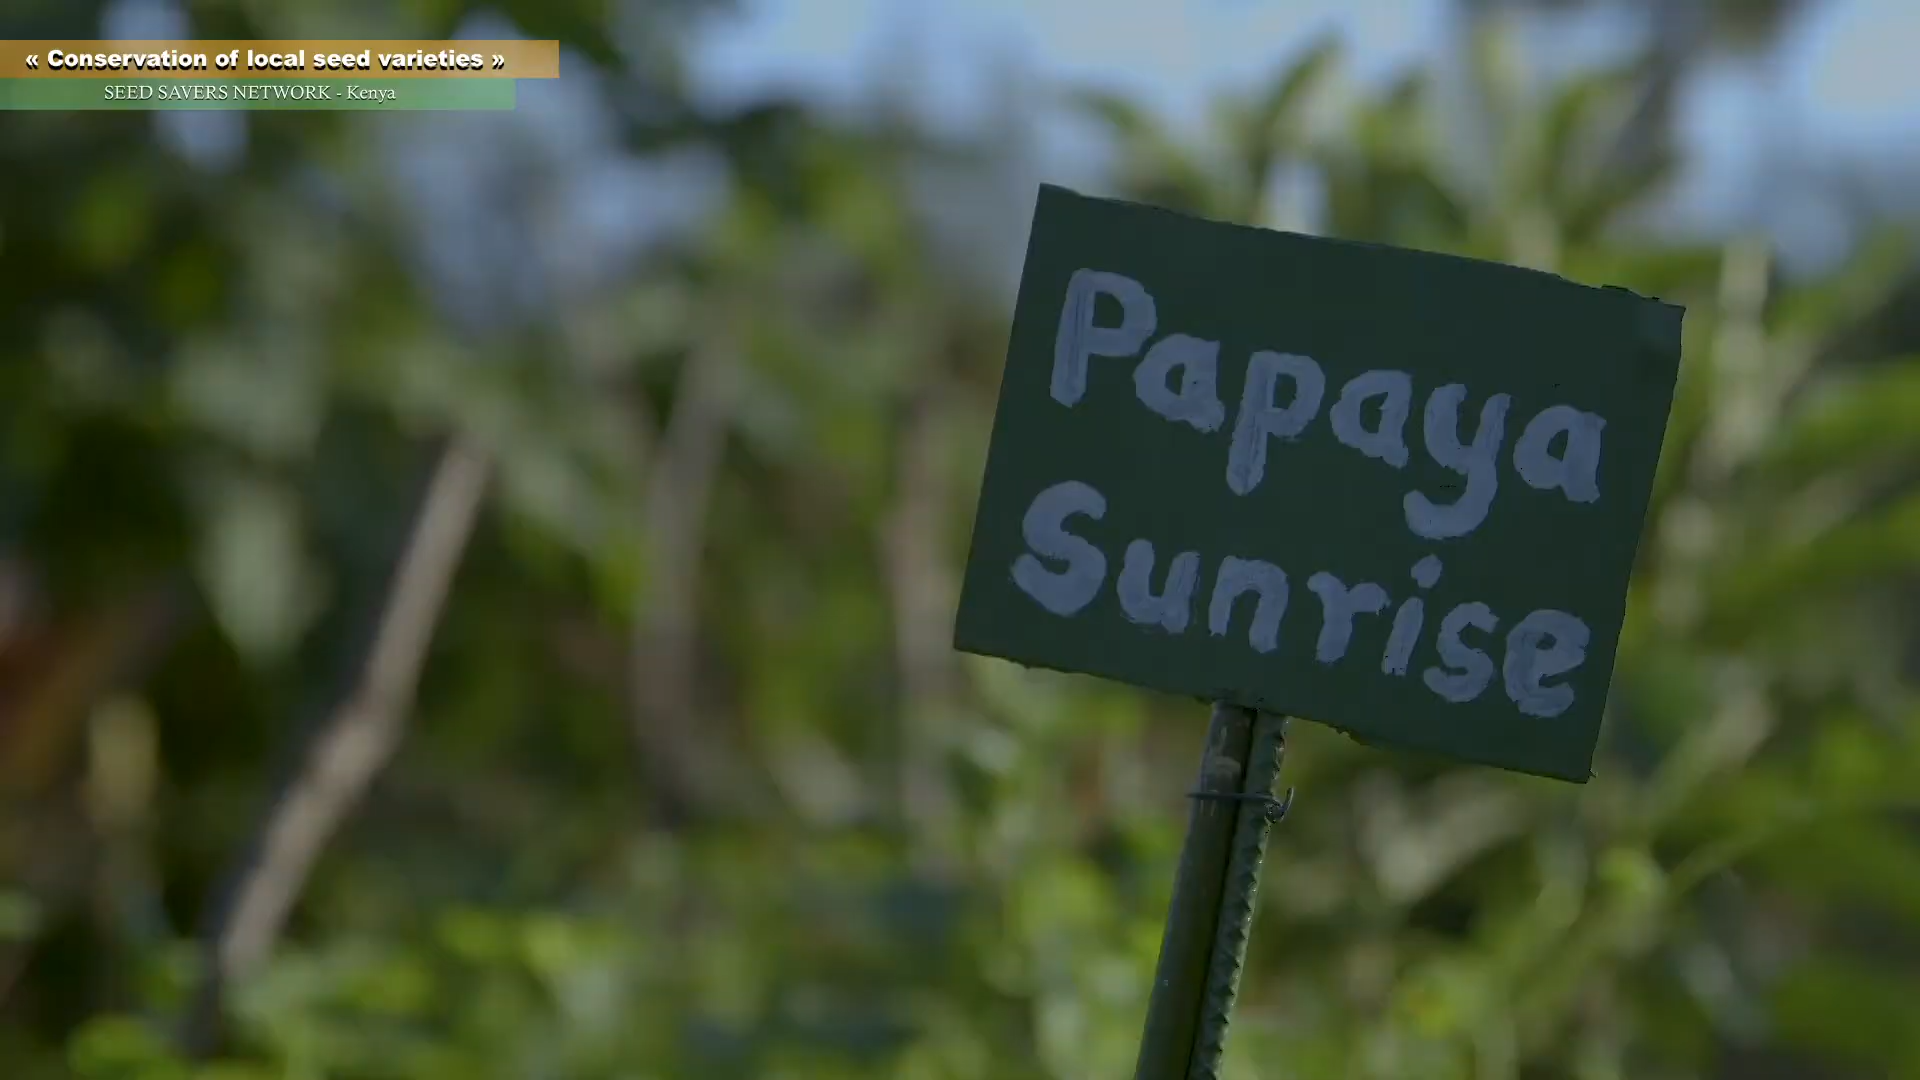 « Conservation of local seed varieties »
SEED SAVERS NETWORK - Kenya
Papaya
Sunrise